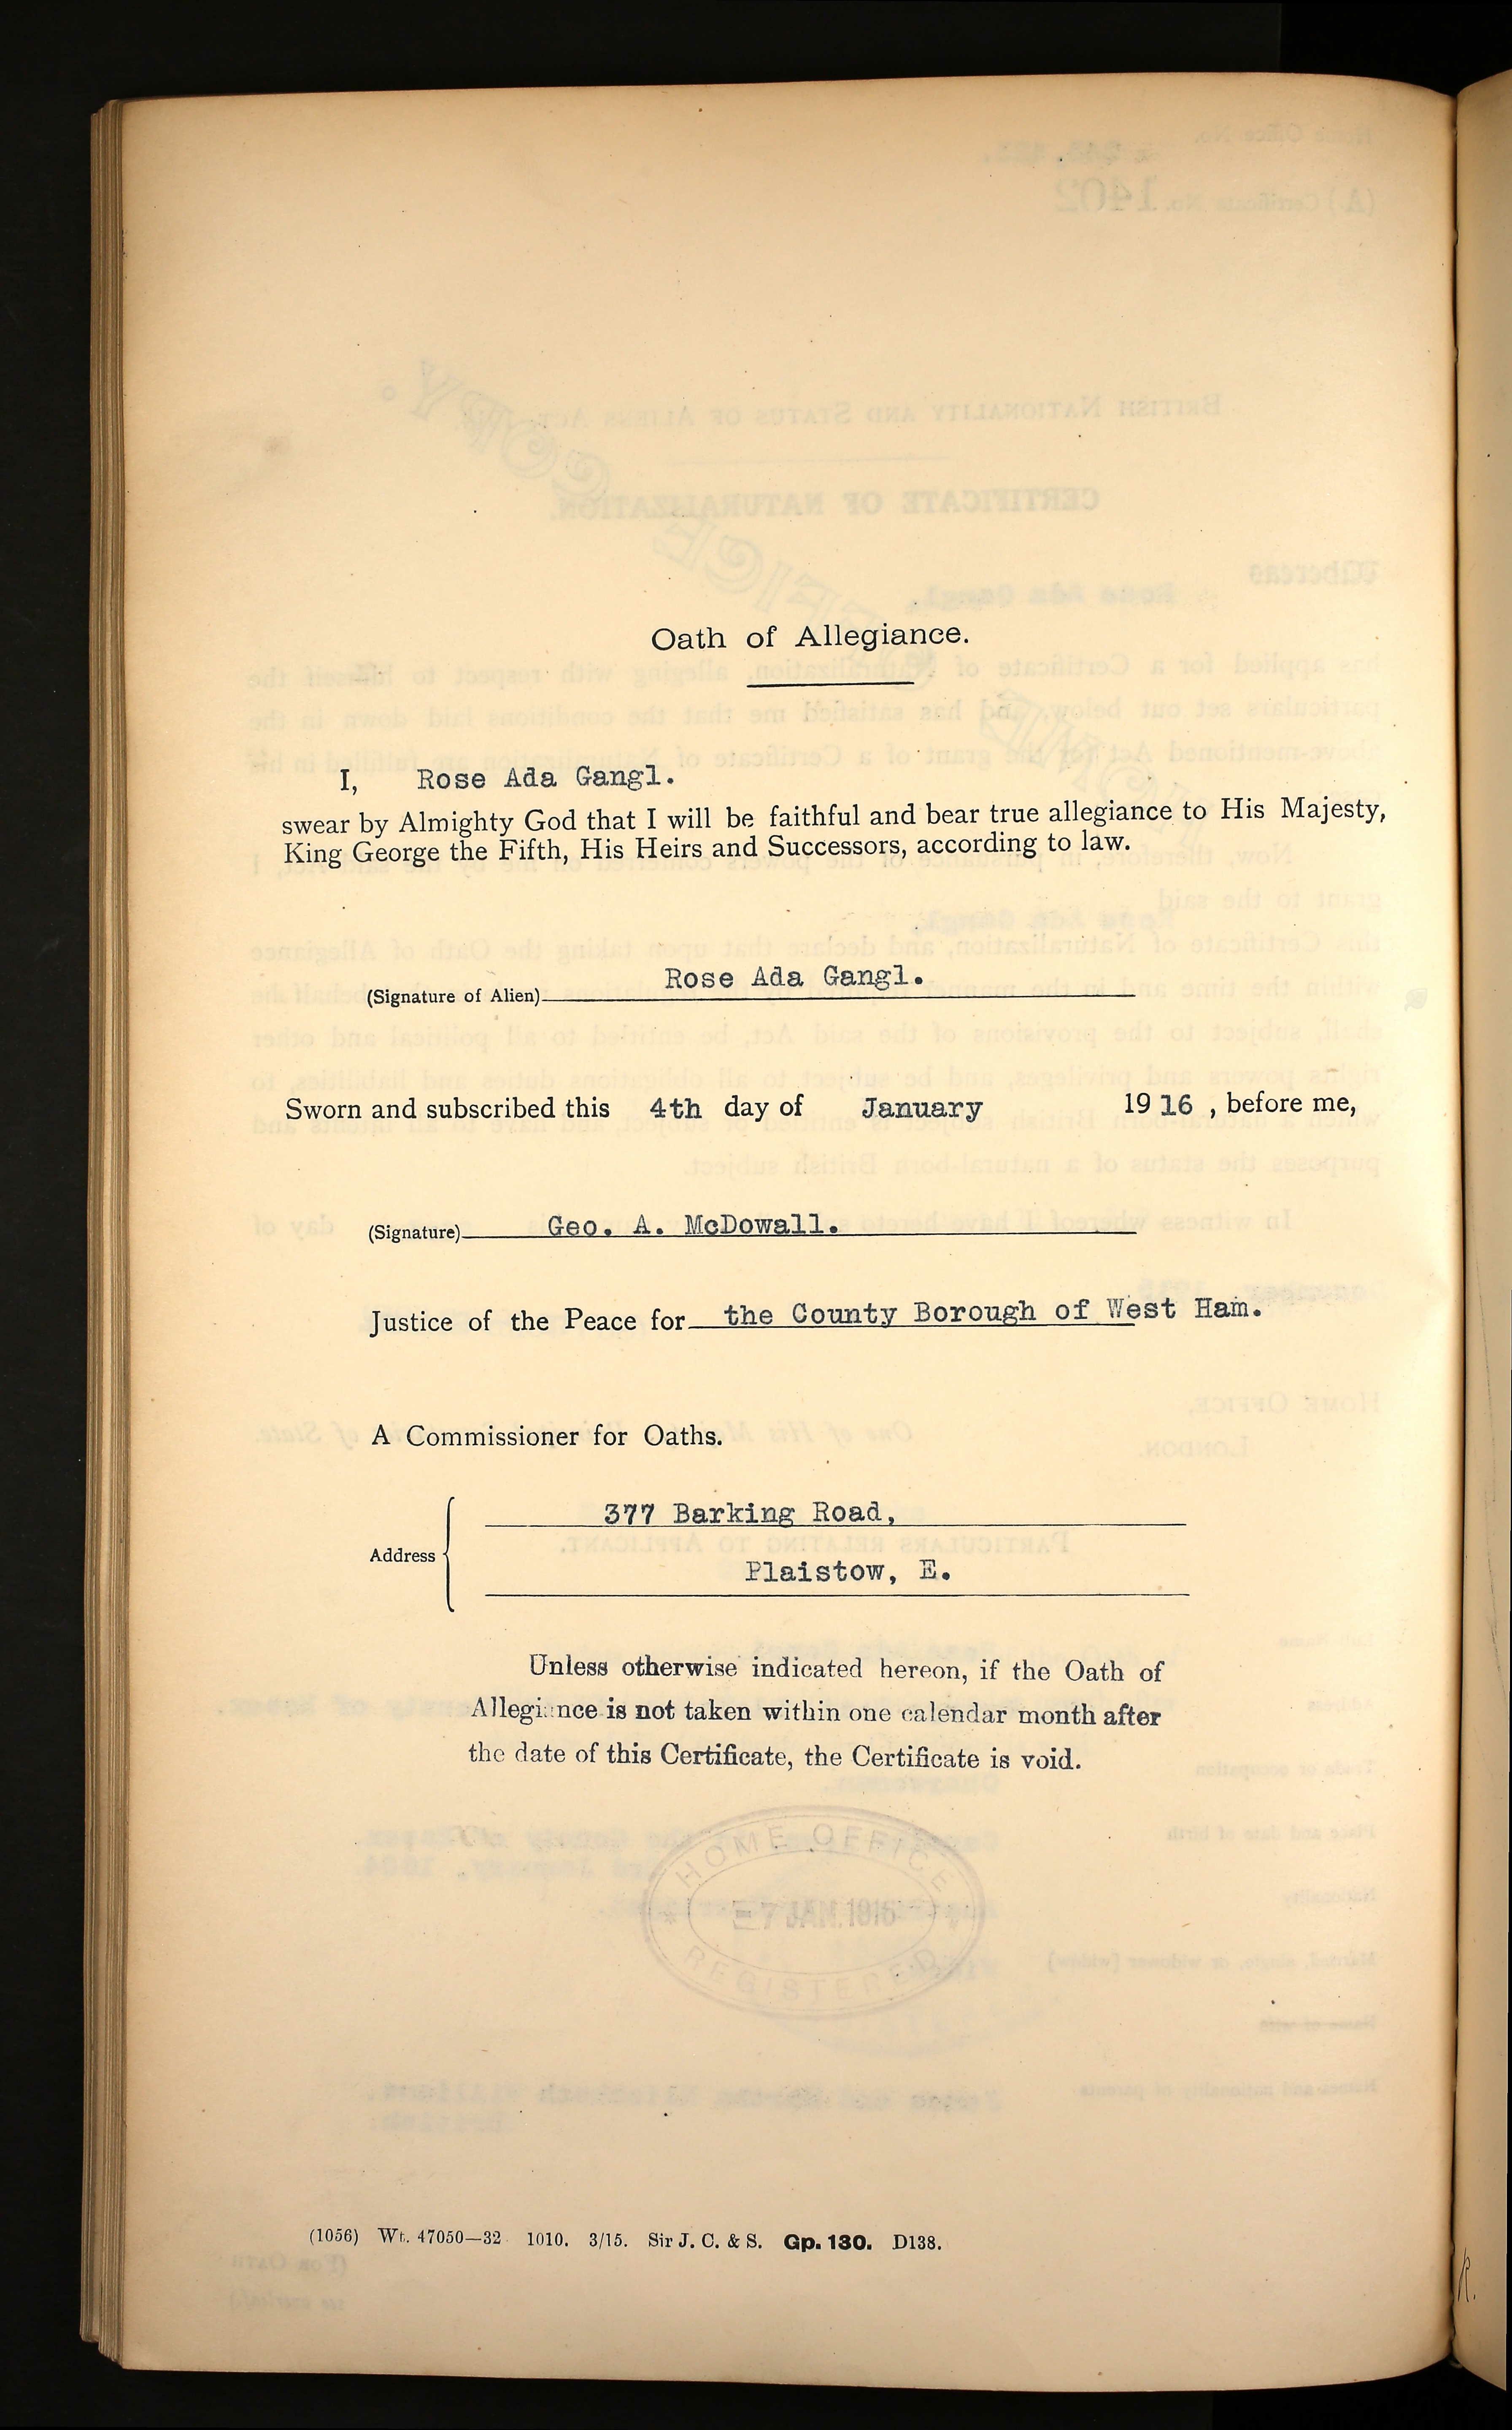 Oath of Allegiance.
I, Rose Ada Gangl.
swear by Almighty God that I will be faithful and bear true allegiance to His Majesty,
King George the Fifth, His Heirs and Successors, according to law.
(Signature of Alien) Rose Ada Gangl.
Sworn and subscribed this 4th day of January 1916, before me,
(Signature) Geo. A. McDowall.
Justice of the Peace for the County Borough of West Ham.
A Commissioner for Oaths.
377 Barking Road,
Address
Plaistow, E.
Unless otherwise indicated hereon, if the Oath of
Allegiance is not taken within one calendar month after
the date of this Certificate, the Certificate is void.
HOME OFFICE
7 JAN. 1916
REGISTERED
(1056) Wt. 47050—32 1010. 3/15. Sir J. C. & S. Gp. 130. D138.